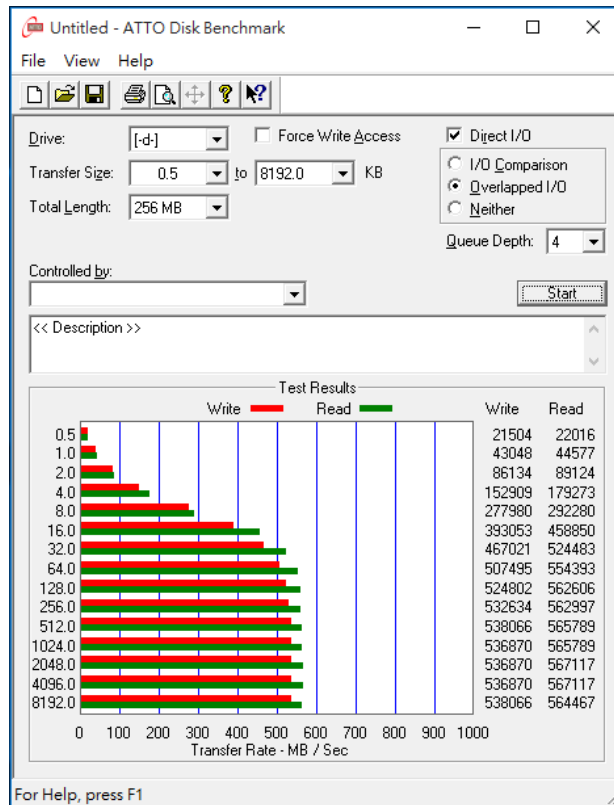 Untitled - ATTO Disk Benchmark
File View Help
Drive: [-d-] Force Write Access Direct I/O
Transfer Size: 0.5 to 8192.0 KB I/O Comparison
Overlapped I/O
Total Length: 256 MB Neither
Queue Depth: 4
Controlled by:
Start
<< Description >>
Test Results
Write Read Write Read
0.5 21504 22016
1.0 43048 44577
2.0 86134 89124
4.0 152909 179273
8.0 277980 292280
16.0 393053 458850
32.0 467021 524483
64.0 507495 554393
128.0 524802 562606
256.0 532634 562997
512.0 538066 565789
1024.0 536870 565789
2048.0 536870 567117
4096.0 536870 567117
8192.0 538066 564467
0 100 200 300 400 500 600 700 800 900 1000
Transfer Rate - MB / Sec
For Help, press F1